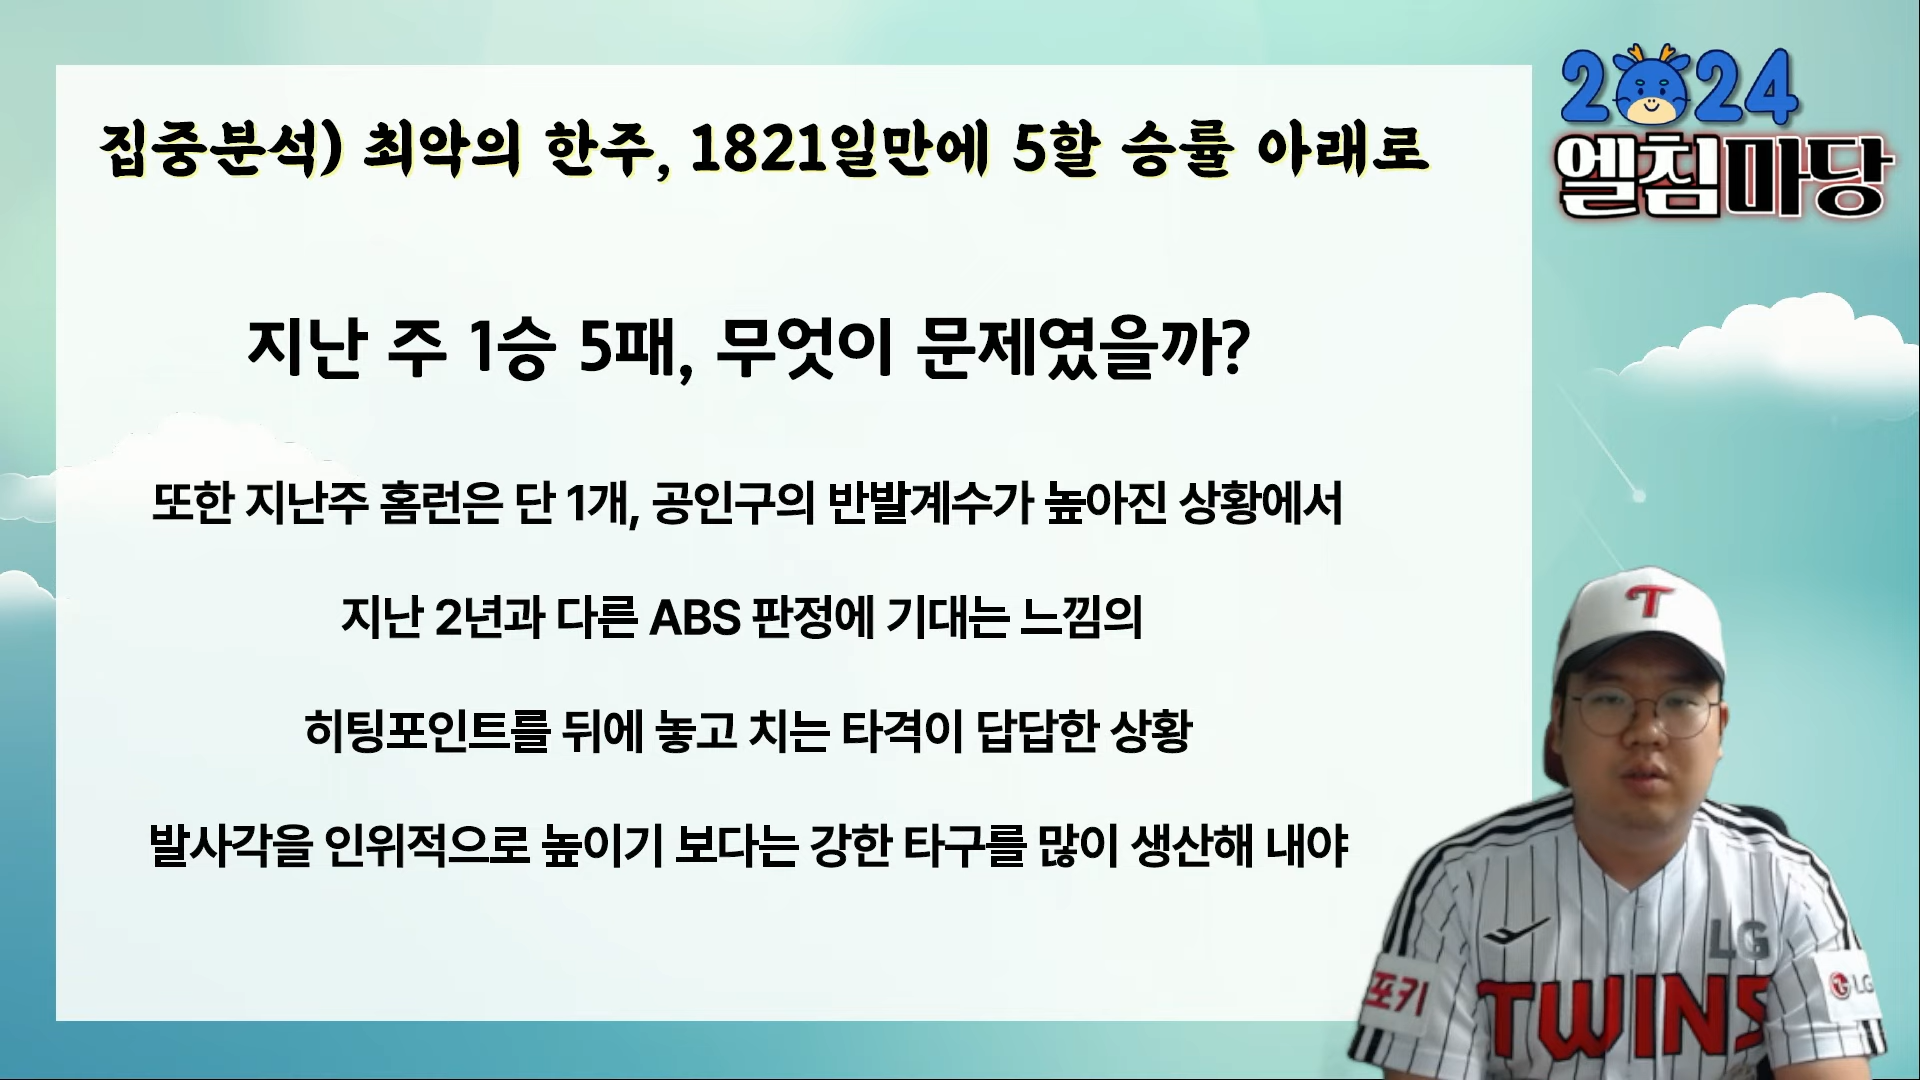 집중분석) 최악의 한주, 1821일만에 5할 승률 아래로
2024
엘침마당
지난 주 1승 5패, 무엇이 문제였을까?
또한 지난주 홈런은 단 1개, 공인구의 반발계수가 높아진 상황에서
지난 2년과 다른 ABS 판정에 기대는 느낌의
히팅포인트를 뒤에 놓고 치는 타격이 답답한 상황
발사각을 인위적으로 높이기 보다는 강한 타구를 많이 생산해 내야
T
LG
포키
LG
TWINS